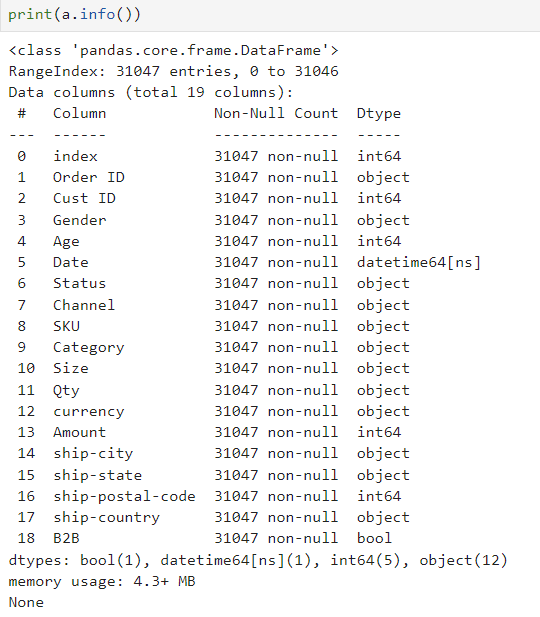 print(a.info())
<class 'pandas.core.frame.DataFrame'>
RangeIndex: 31047 entries, 0 to 31046
Data columns (total 19 columns):
 #   Column            Non-Null Count  Dtype
---  ------            --------------  -----
 0   index             31047 non-null  int64
 1   Order ID          31047 non-null  object
 2   Cust ID           31047 non-null  int64
 3   Gender            31047 non-null  object
 4   Age               31047 non-null  int64
 5   Date              31047 non-null  datetime64[ns]
 6   Status            31047 non-null  object
 7   Channel           31047 non-null  object
 8   SKU               31047 non-null  object
 9   Category          31047 non-null  object
 10  Size              31047 non-null  object
 11  Qty               31047 non-null  object
 12  currency          31047 non-null  object
 13  Amount            31047 non-null  int64
 14  ship-city         31047 non-null  object
 15  ship-state        31047 non-null  object
 16  ship-postal-code  31047 non-null  int64
 17  ship-country      31047 non-null  object
 18  B2B               31047 non-null  bool
dtypes: bool(1), datetime64[ns](1), int64(5), object(12)
memory usage: 4.3+ MB
None